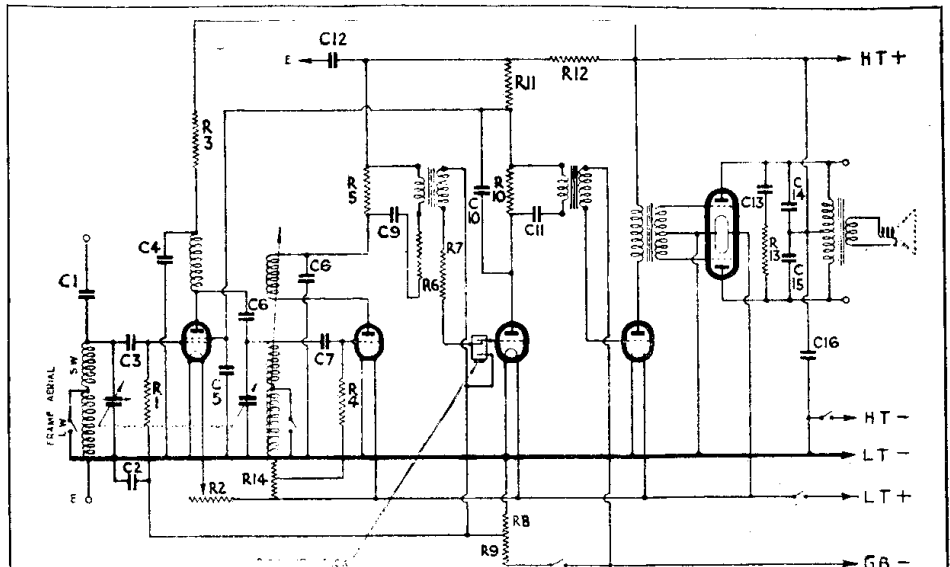 C12
E
HT+
R11
R12
R3
R5
C10
R10
C9
C11
R7
R6
C13
C14
R13
C15
C4
C6
C6
C1
C3
C7
C16
SW
FRAME AERIAL
LW
R1
C5
R4
HT-
C2
R14
LT-
E
R2
LT+
R8
R9
GB-